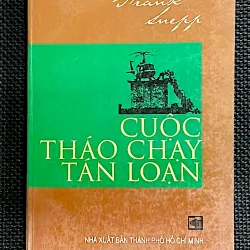 Frank
Snepp
CUỘC
THÁO CHẠY
TÁN LOẠN
NHÀ XUẤT BẢN THÀNH PHỐ HỒ CHÍ MINH